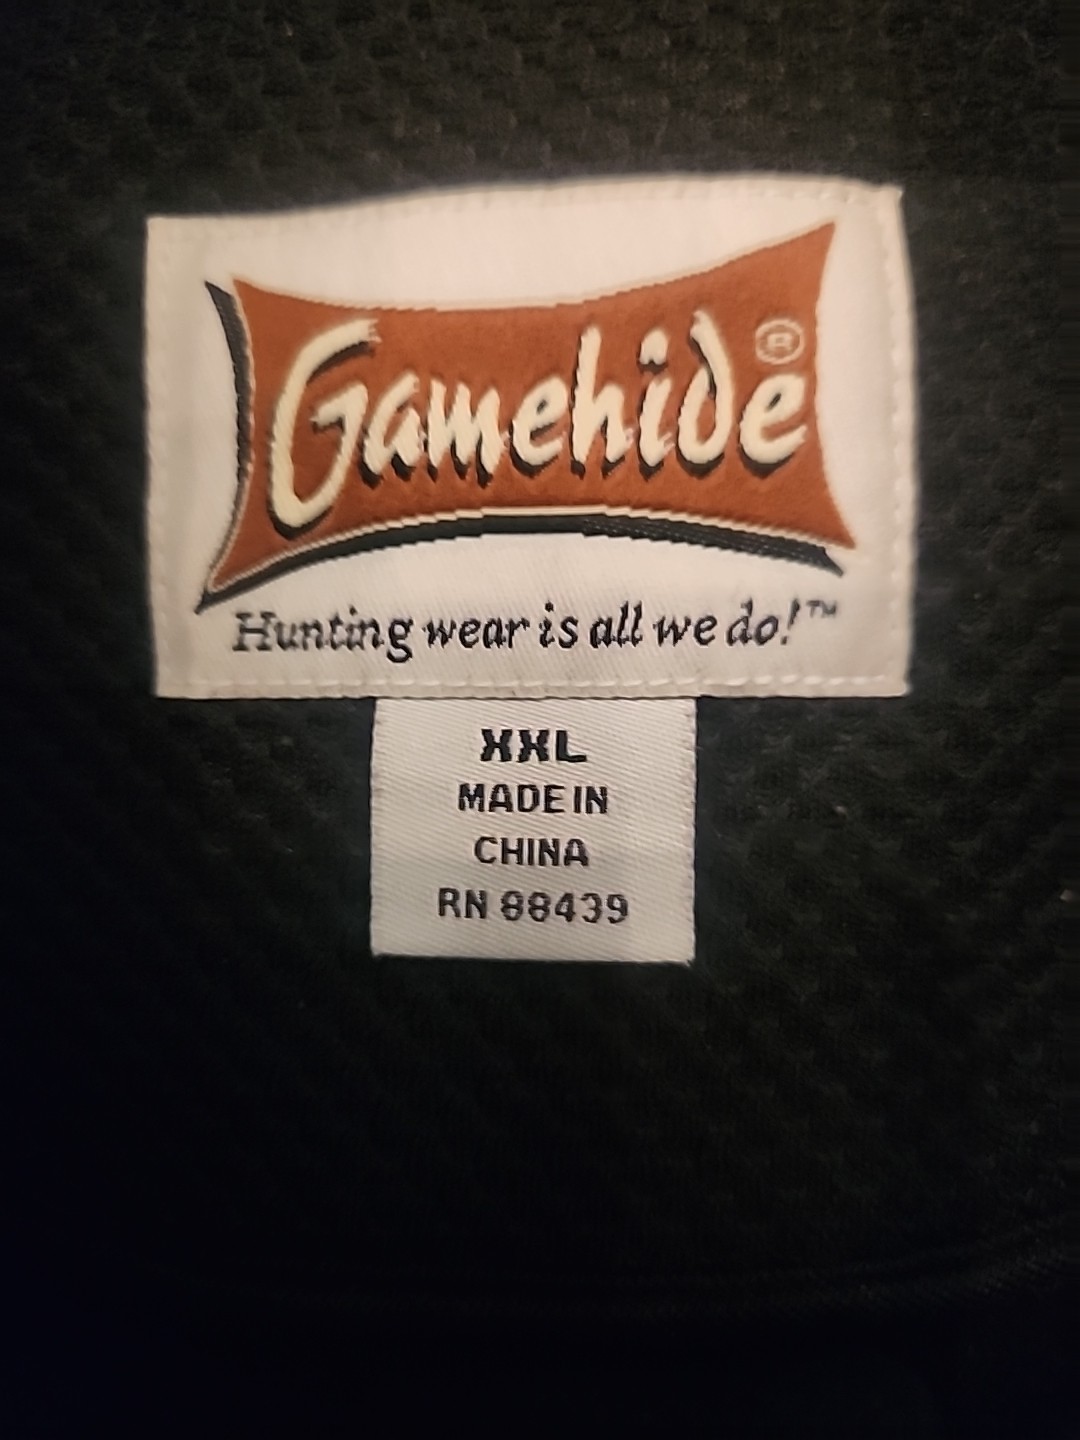 Gamehide®
Hunting wear is all we do!™
XXL
MADE IN
CHINA
RN 88439